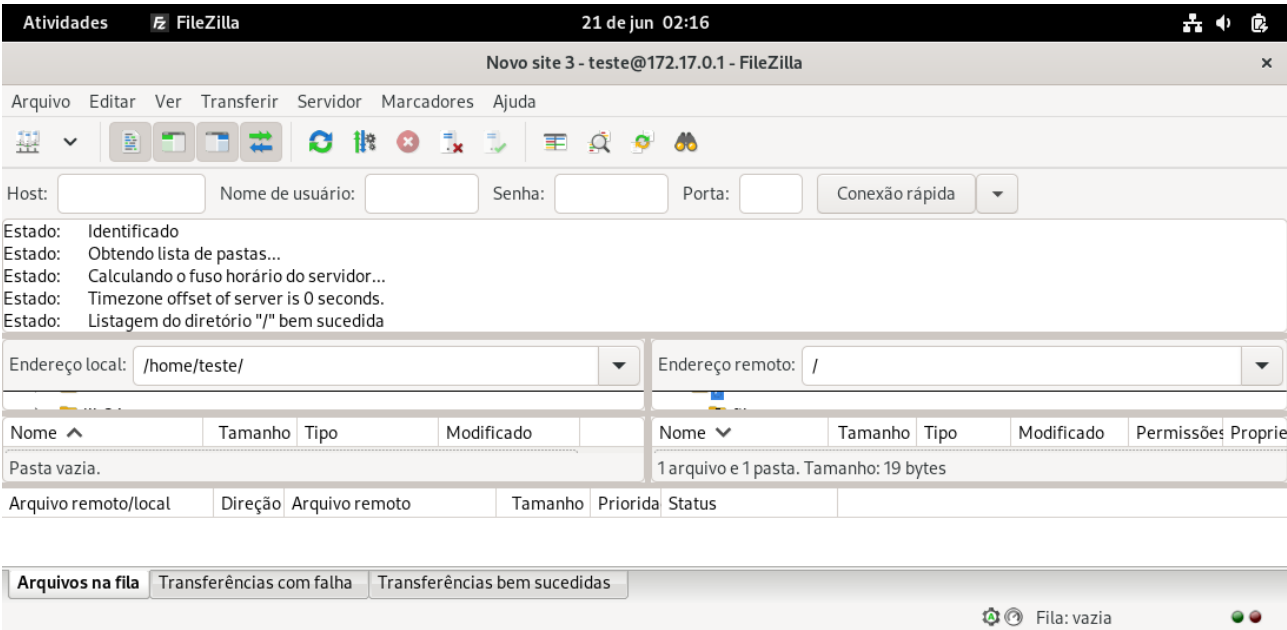 Atividades FileZilla 21 de jun 02:16
Novo site 3 - teste@172.17.0.1 - FileZilla ×
Arquivo Editar Ver Transferir Servidor Marcadores Ajuda
Host: Nome de usuário: Senha: Porta: Conexão rápida
Estado: Identificado
Estado: Obtendo lista de pastas...
Estado: Calculando o fuso horário do servidor...
Estado: Timezone offset of server is 0 seconds.
Estado: Listagem do diretório "/" bem sucedida
Endereço local: /home/teste/ Endereço remoto: /
Nome Tamanho Tipo Modificado Nome Tamanho Tipo Modificado Permissões Proprie
Pasta vazia. 1 arquivo e 1 pasta. Tamanho: 19 bytes
Arquivo remoto/local Direção Arquivo remoto Tamanho Priorida Status
Arquivos na fila Transferências com falha Transferências bem sucedidas
Fila: vazia